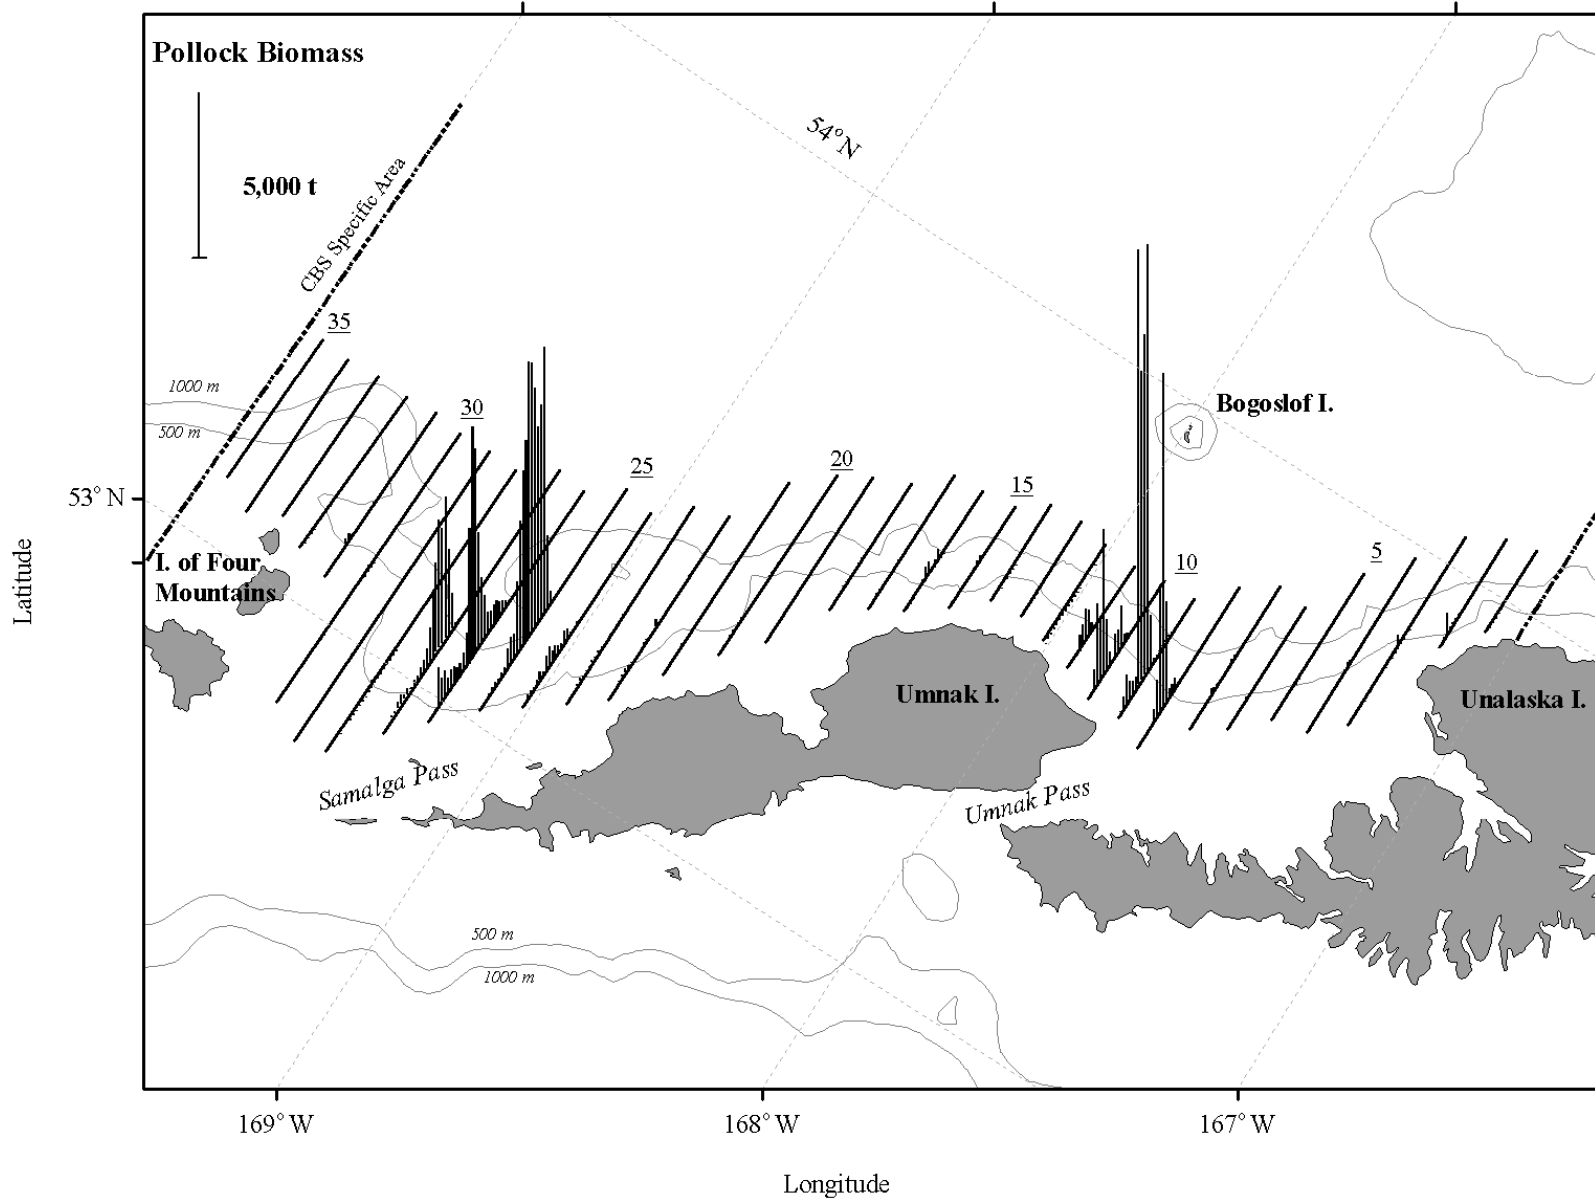 Pollock Biomass
54°N
5,000 t
CBS Specific Area
35
1000 m
500 m
30
Bogoslof I.
25
20
15
53° N
5
10
I. of Four
Mountains
Latitude
Umnak I.
Unalaska I.
Samalga Pass
Umnak Pass
500 m
1000 m
169° W
168° W
167° W
Longitude